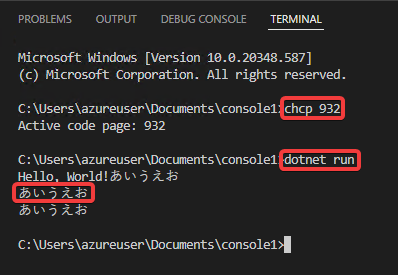 PROBLEMS OUTPUT DEBUG CONSOLE TERMINAL
Microsoft Windows [Version 10.0.20348.587]
(c) Microsoft Corporation. All rights reserved.
C:\Users\azureuser\Documents\console1>chcp 932
Active code page: 932
C:\Users\azureuser\Documents\console1>dotnet run
Hello, World!あいうえお
あいうえお
あいうえお
C:\Users\azureuser\Documents\console1>